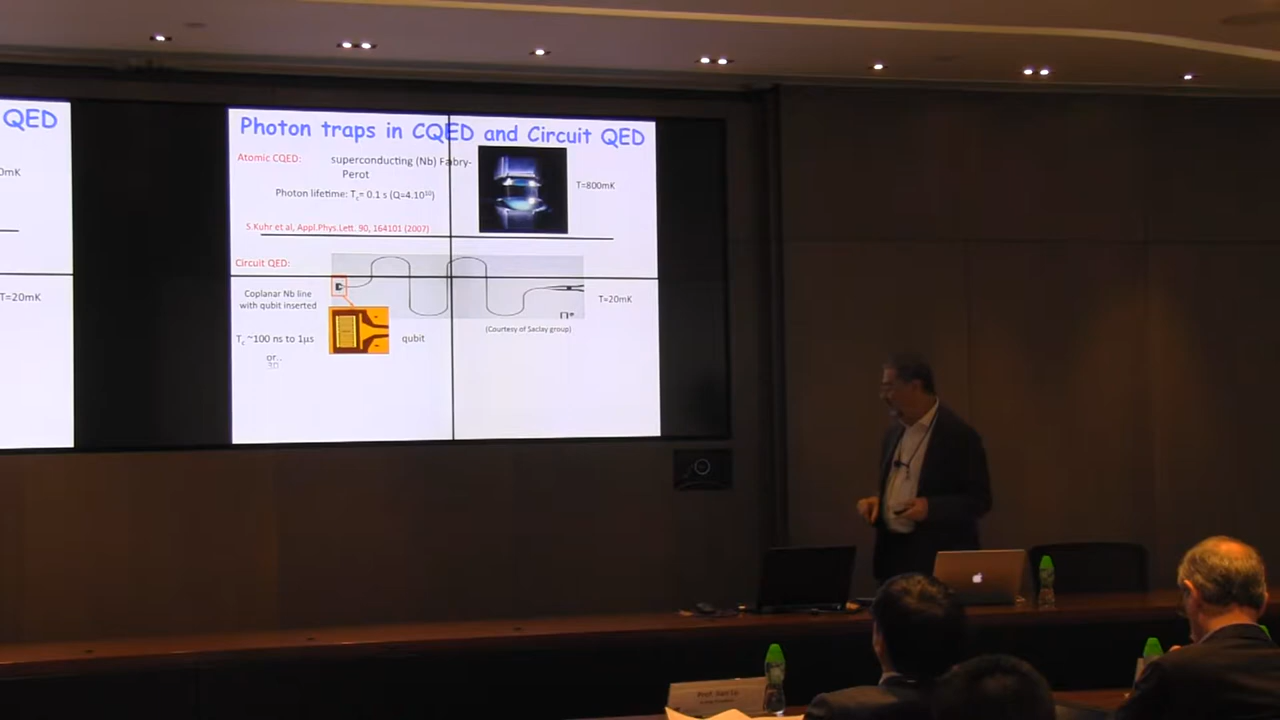 QED
0mK
T=20mK
Photon traps in CQED and Circuit QED
Atomic CQED:
superconducting (Nb) Fabry-
Perot
T=800mK
Photon lifetime: Tc= 0.1 s (Q=4.10¹⁰)
S.Kuhr et al, Appl.Phys.Lett. 90, 164101 (2007)
Circuit QED:
Coplanar Nb line
with qubit inserted
T=20mK
(Courtesy of Saclay group)
Tc ~100 ns to 1µs
qubit
or..
3D